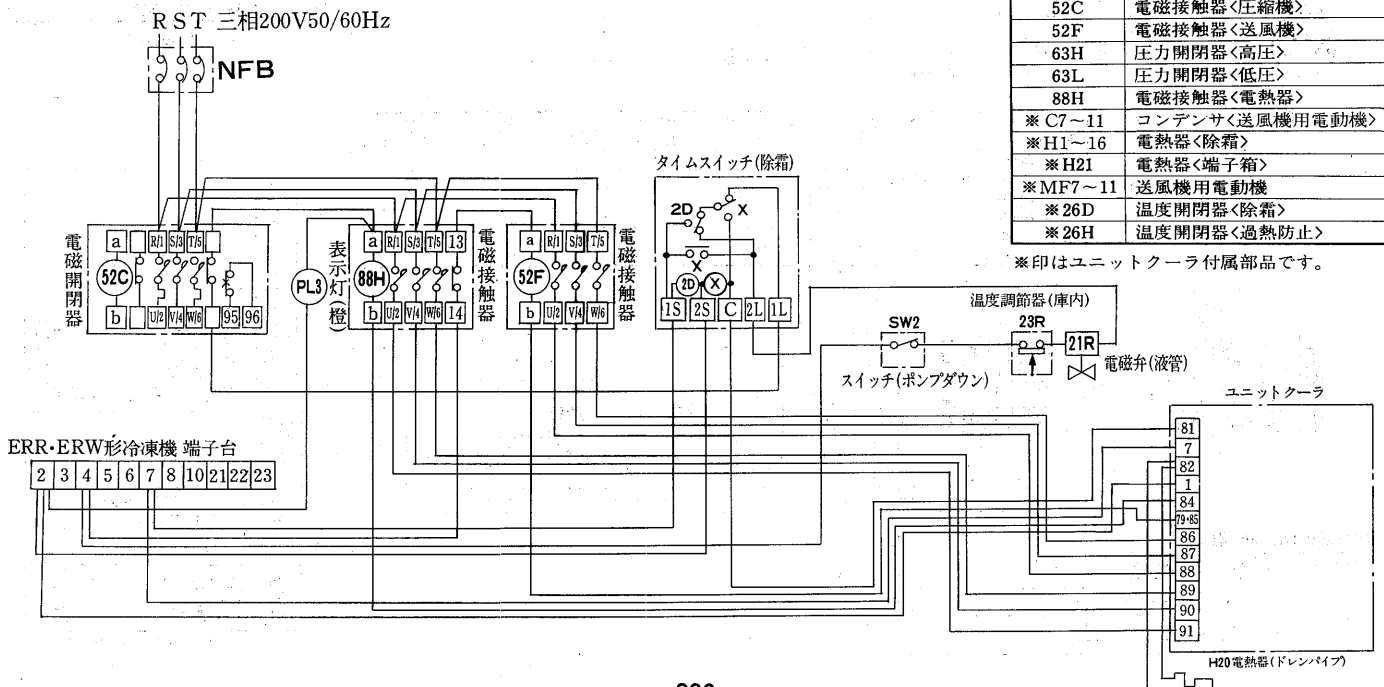 R S T 三相200V50/60Hz
NFB
52C 電磁接触器<圧縮機>
52F 電磁接触器<送風機>
63H 圧力開閉器<高圧>
63L 圧力開閉器<低圧>
88H 電磁接触器<電熱器>
※C7~11 コンデンサ<送風機用電動機>
※H1~16 電熱器<除霜>
※H21 電熱器<端子箱>
※MF7~11 送風機用電動機
※26D 温度開閉器<除霜>
※26H 温度開閉器<過熱防止>
※印はユニットクーラ付属部品です。
電磁開閉器
a R/1 S/3 T/5
52C
b U/2 V/4 W/6 95 96
表示灯(橙)
PL3
a R/1 S/3 T/5 13
88H
b U/2 V/4 W/6 14
電磁接触器
a R/1 S/3 T/5
52F
b U/2 V/4 W/6
電磁接触器
タイムスイッチ(除霜)
2D X
X
2D X
1S 2S C 2L 1L
SW2
スイッチ(ポンプダウン)
温度調節器(庫内)
23R
21R
電磁弁(液管)
ユニットクーラ
81
7
82
1
84
79・85
86
87
88
89
90
91
H20電熱器(ドレンパイプ)
ERR・ERW形冷凍機 端子台
2 3 4 5 6 7 8 10 21 22 23